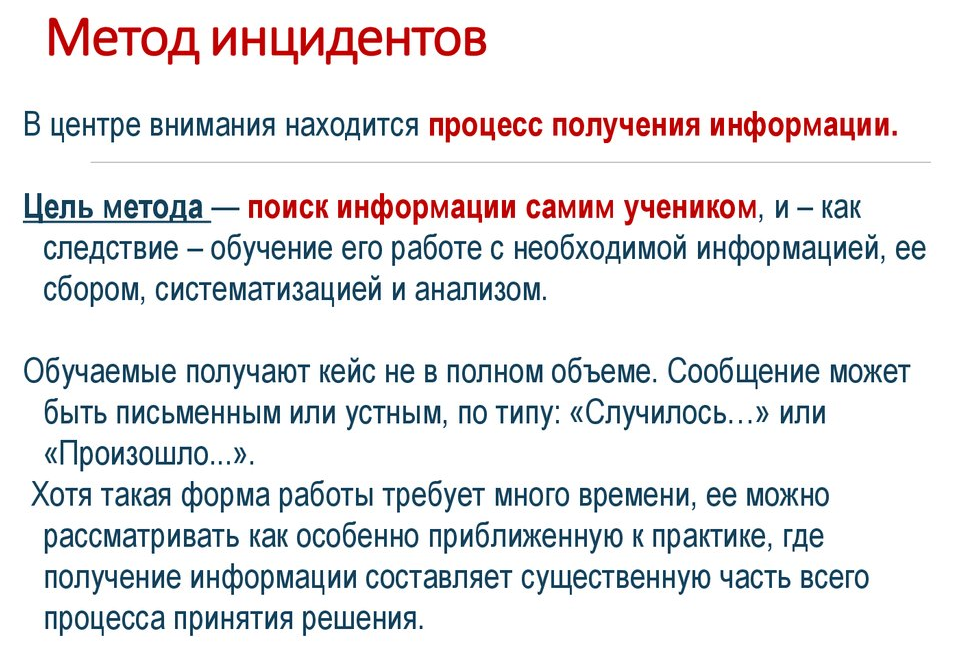 Метод инцидентов
В центре внимания находится процесс получения информации.
Цель метода — поиск информации самим учеником, и – как
следствие – обучение его работе с необходимой информацией, ее
сбором, систематизацией и анализом.
Обучаемые получают кейс не в полном объеме. Сообщение может
быть письменным или устным, по типу: «Случилось…» или
«Произошло...».
Хотя такая форма работы требует много времени, ее можно
рассматривать как особенно приближенную к практике, где
получение информации составляет существенную часть всего
процесса принятия решения.